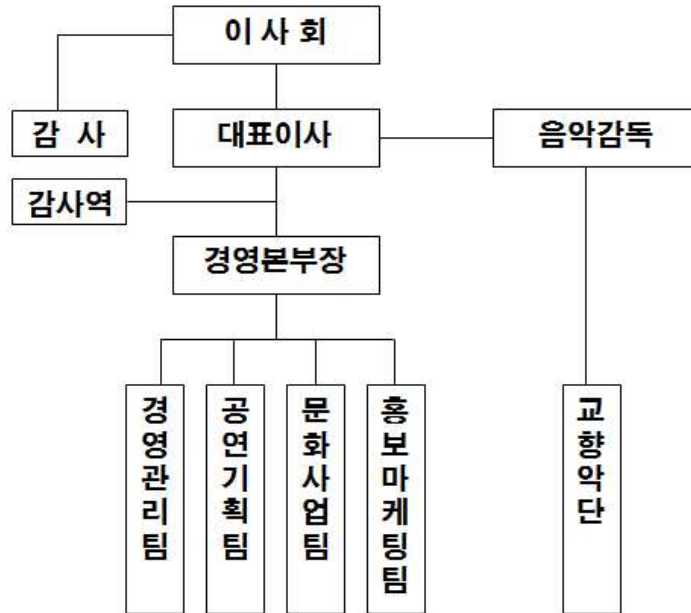 이 사 회
감 사
대표이사
음악감독
감사역
경영본부장
경영관리팀
공연기획팀
문화사업팀
홍보마케팅팀
교향악단